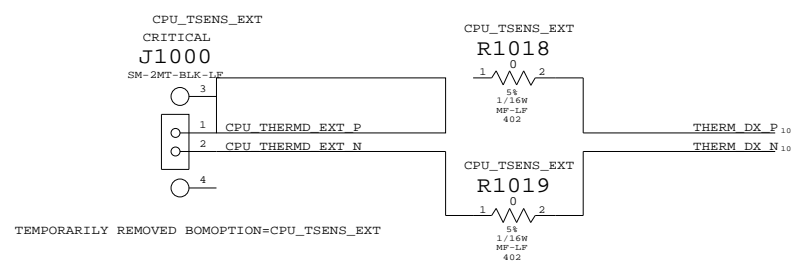 CPU_TSENS_EXT
CRITICAL
J1000
SM-2MT-BLK-LF
3
1 CPU_THERMD_EXT_P
2 CPU_THERMD_EXT_N
4
CPU_TSENS_EXT
R1018
0
1 2
5%
1/16W
MF-LF
402
THERM_DX_P 10
THERM_DX_N 10
CPU_TSENS_EXT
R1019
0
1 2
5%
1/16W
MF-LF
402
TEMPORARILY REMOVED BOMOPTION=CPU_TSENS_EXT